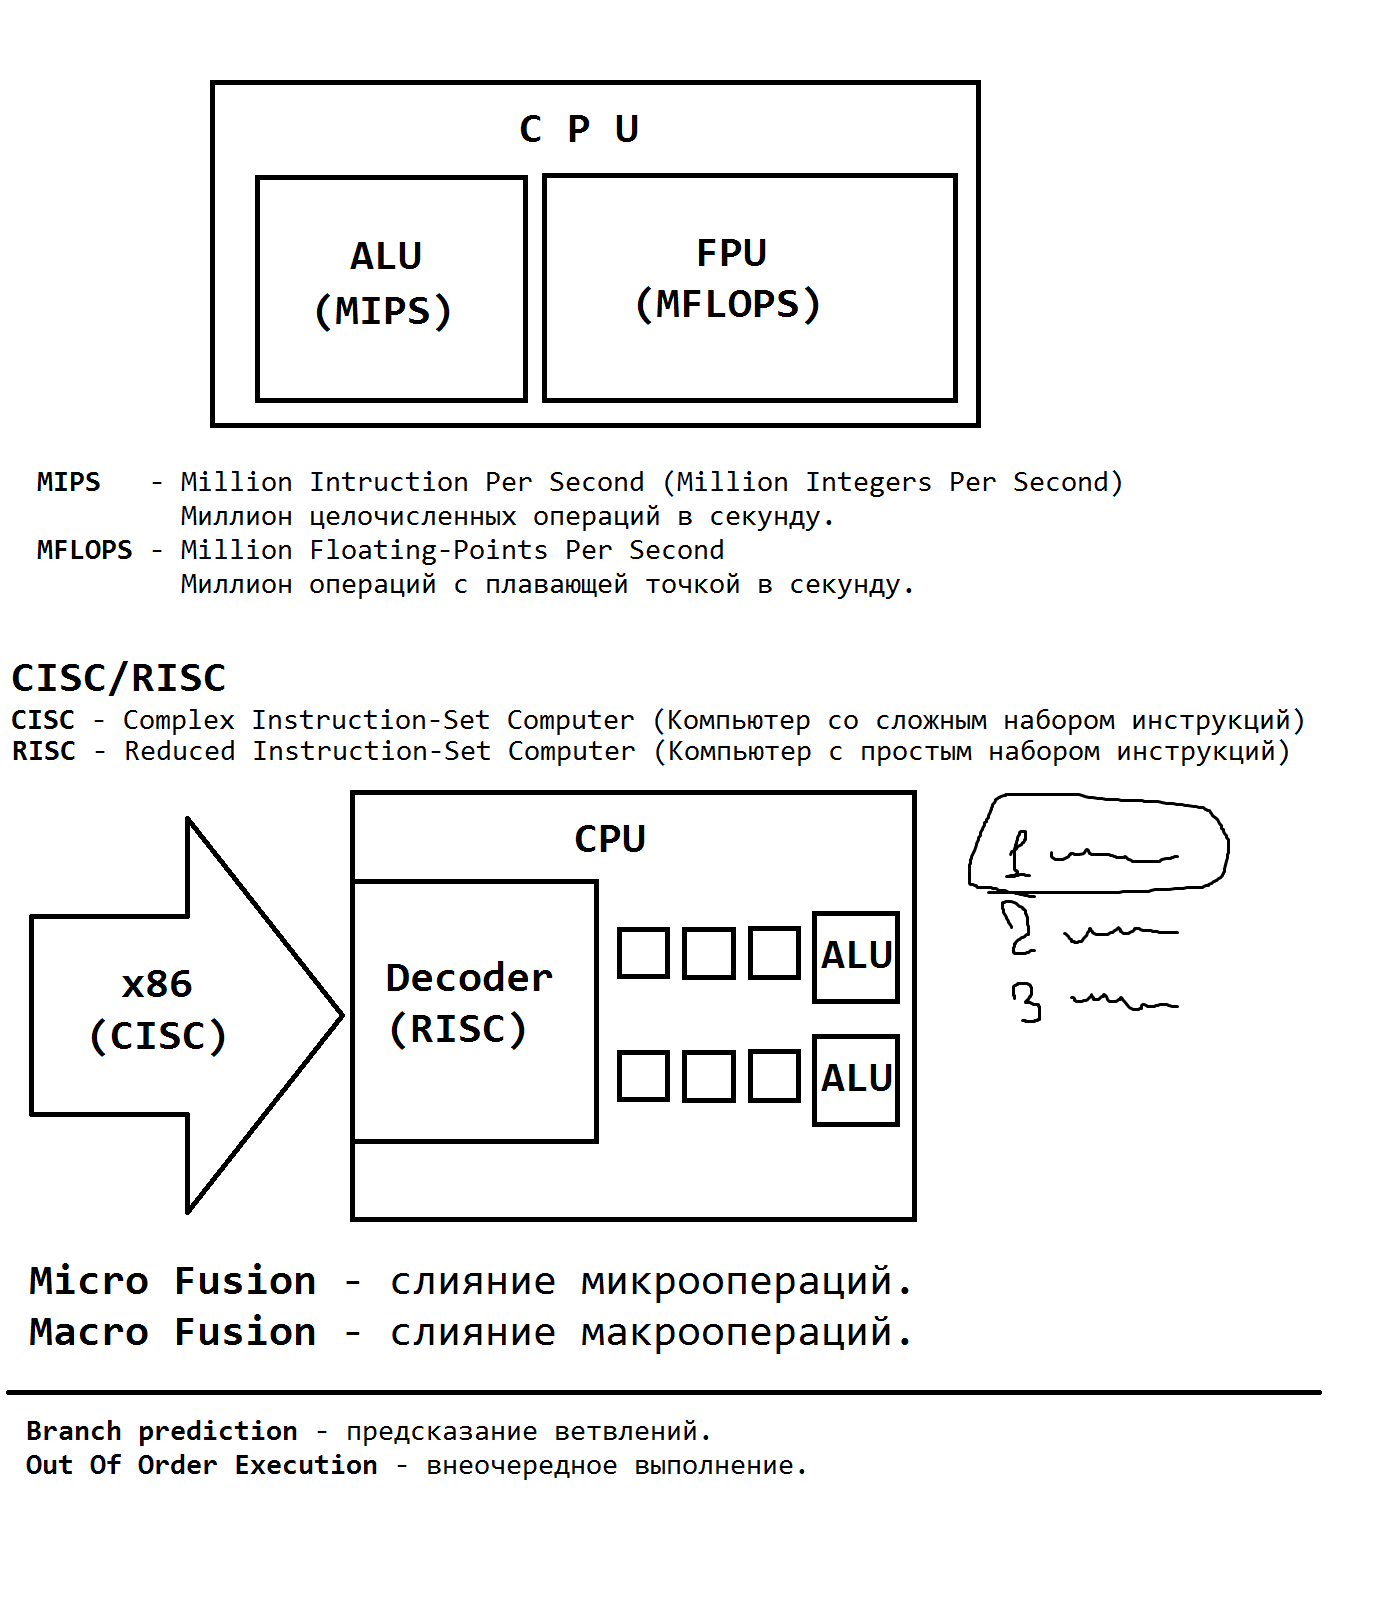 C P U
ALU
(MIPS)
FPU
(MFLOPS)
MIPS - Million Intruction Per Second (Million Integers Per Second)
Миллион целочисленных операций в секунду.
MFLOPS - Million Floating-Points Per Second
Миллион операций с плавающей точкой в секунду.
CISC/RISC
CISC - Complex Instruction-Set Computer (Компьютер со сложным набором инструкций)
RISC - Reduced Instruction-Set Computer (Компьютер с простым набором инструкций)
CPU
x86
(CISC)
Decoder
(RISC)
ALU
ALU
1
2
3
Micro Fusion - слияние микроопераций.
Macro Fusion - слияние макроопераций.
Branch prediction - предсказание ветвлений.
Out Of Order Execution - внеочередное выполнение.